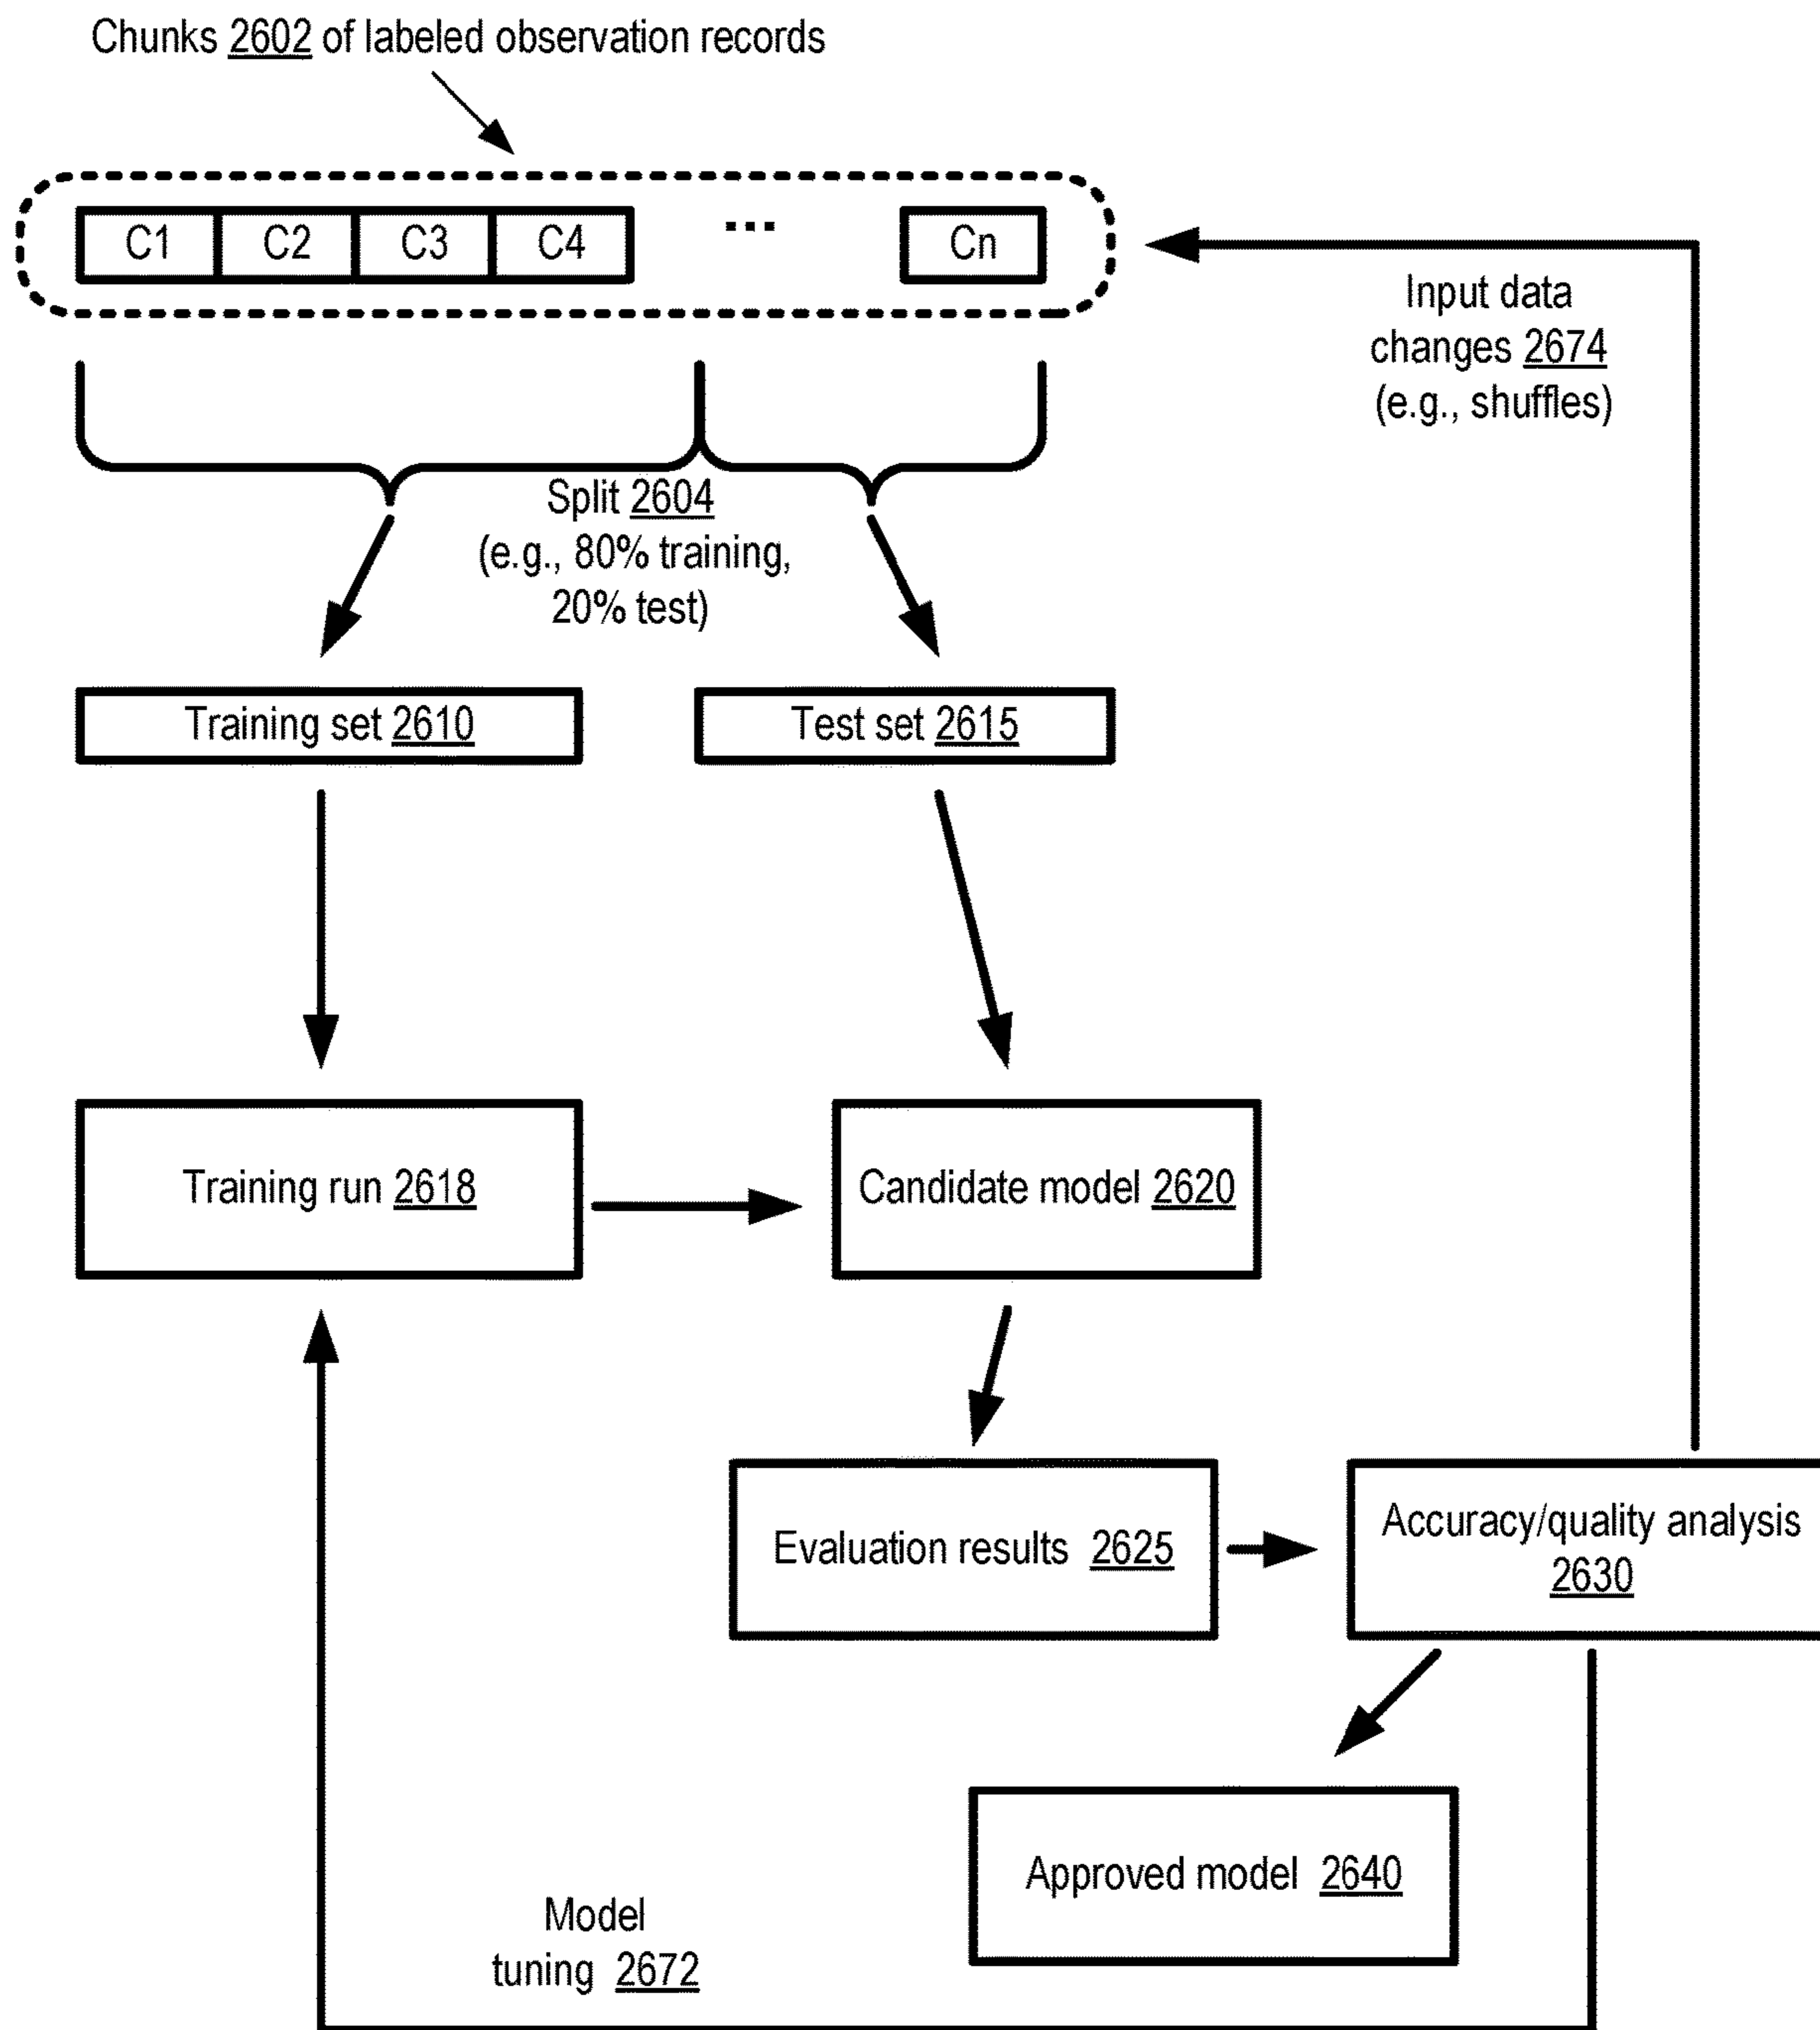 Chunks 2602 of labeled observation records
C1 C2 C3 C4 ... Cn
Input data
changes 2674
(e.g., shuffles)
Split 2604
(e.g., 80% training,
20% test)
Training set 2610
Test set 2615
Training run 2618
Candidate model 2620
Evaluation results 2625
Accuracy/quality analysis
2630
Approved model 2640
Model
tuning 2672